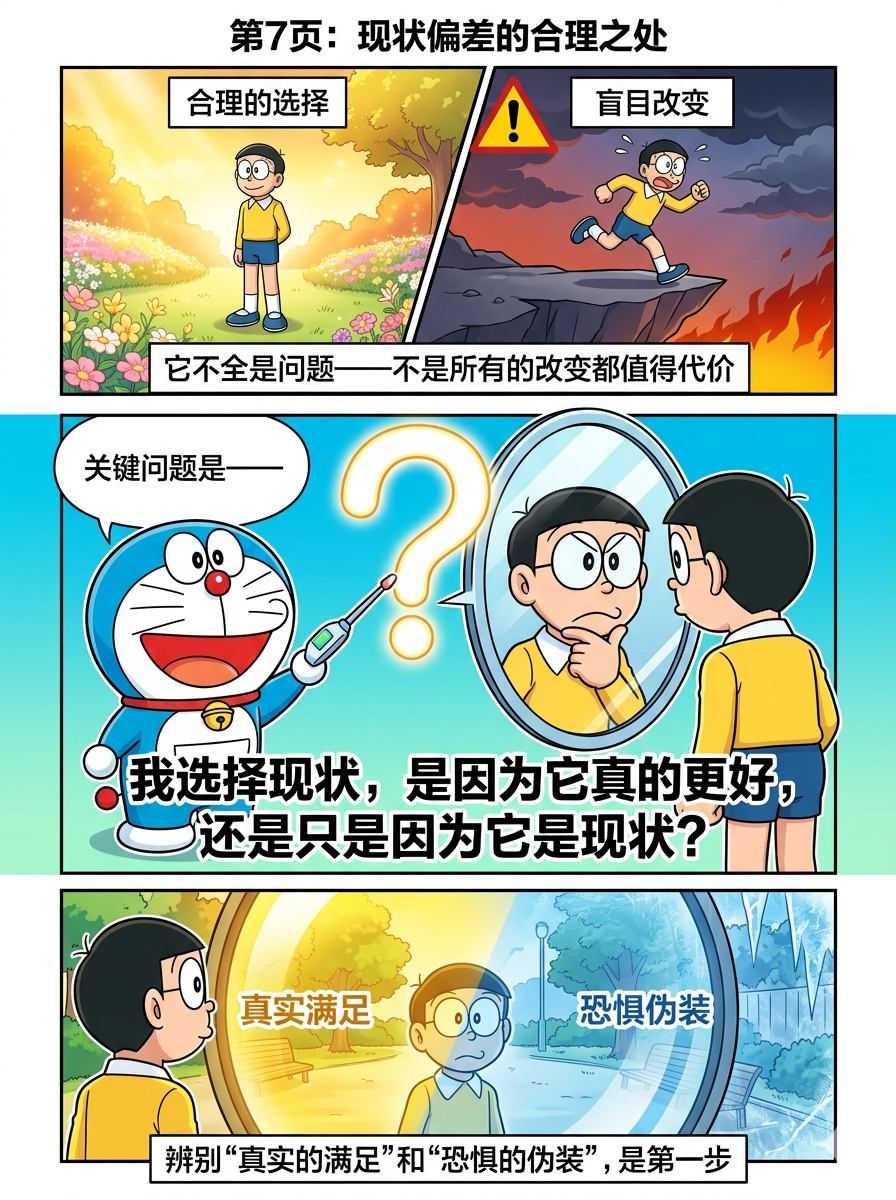 第7页：现状偏差的合理之处
合理的选择
盲目改变
它不全是问题——不是所有的改变都值得代价
关键问题是——
我选择现状，是因为它真的更好，
还是只是因为它是现状？
真实满足
恐惧伪装
辨别“真实的满足”和“恐惧的伪装”，是第一步